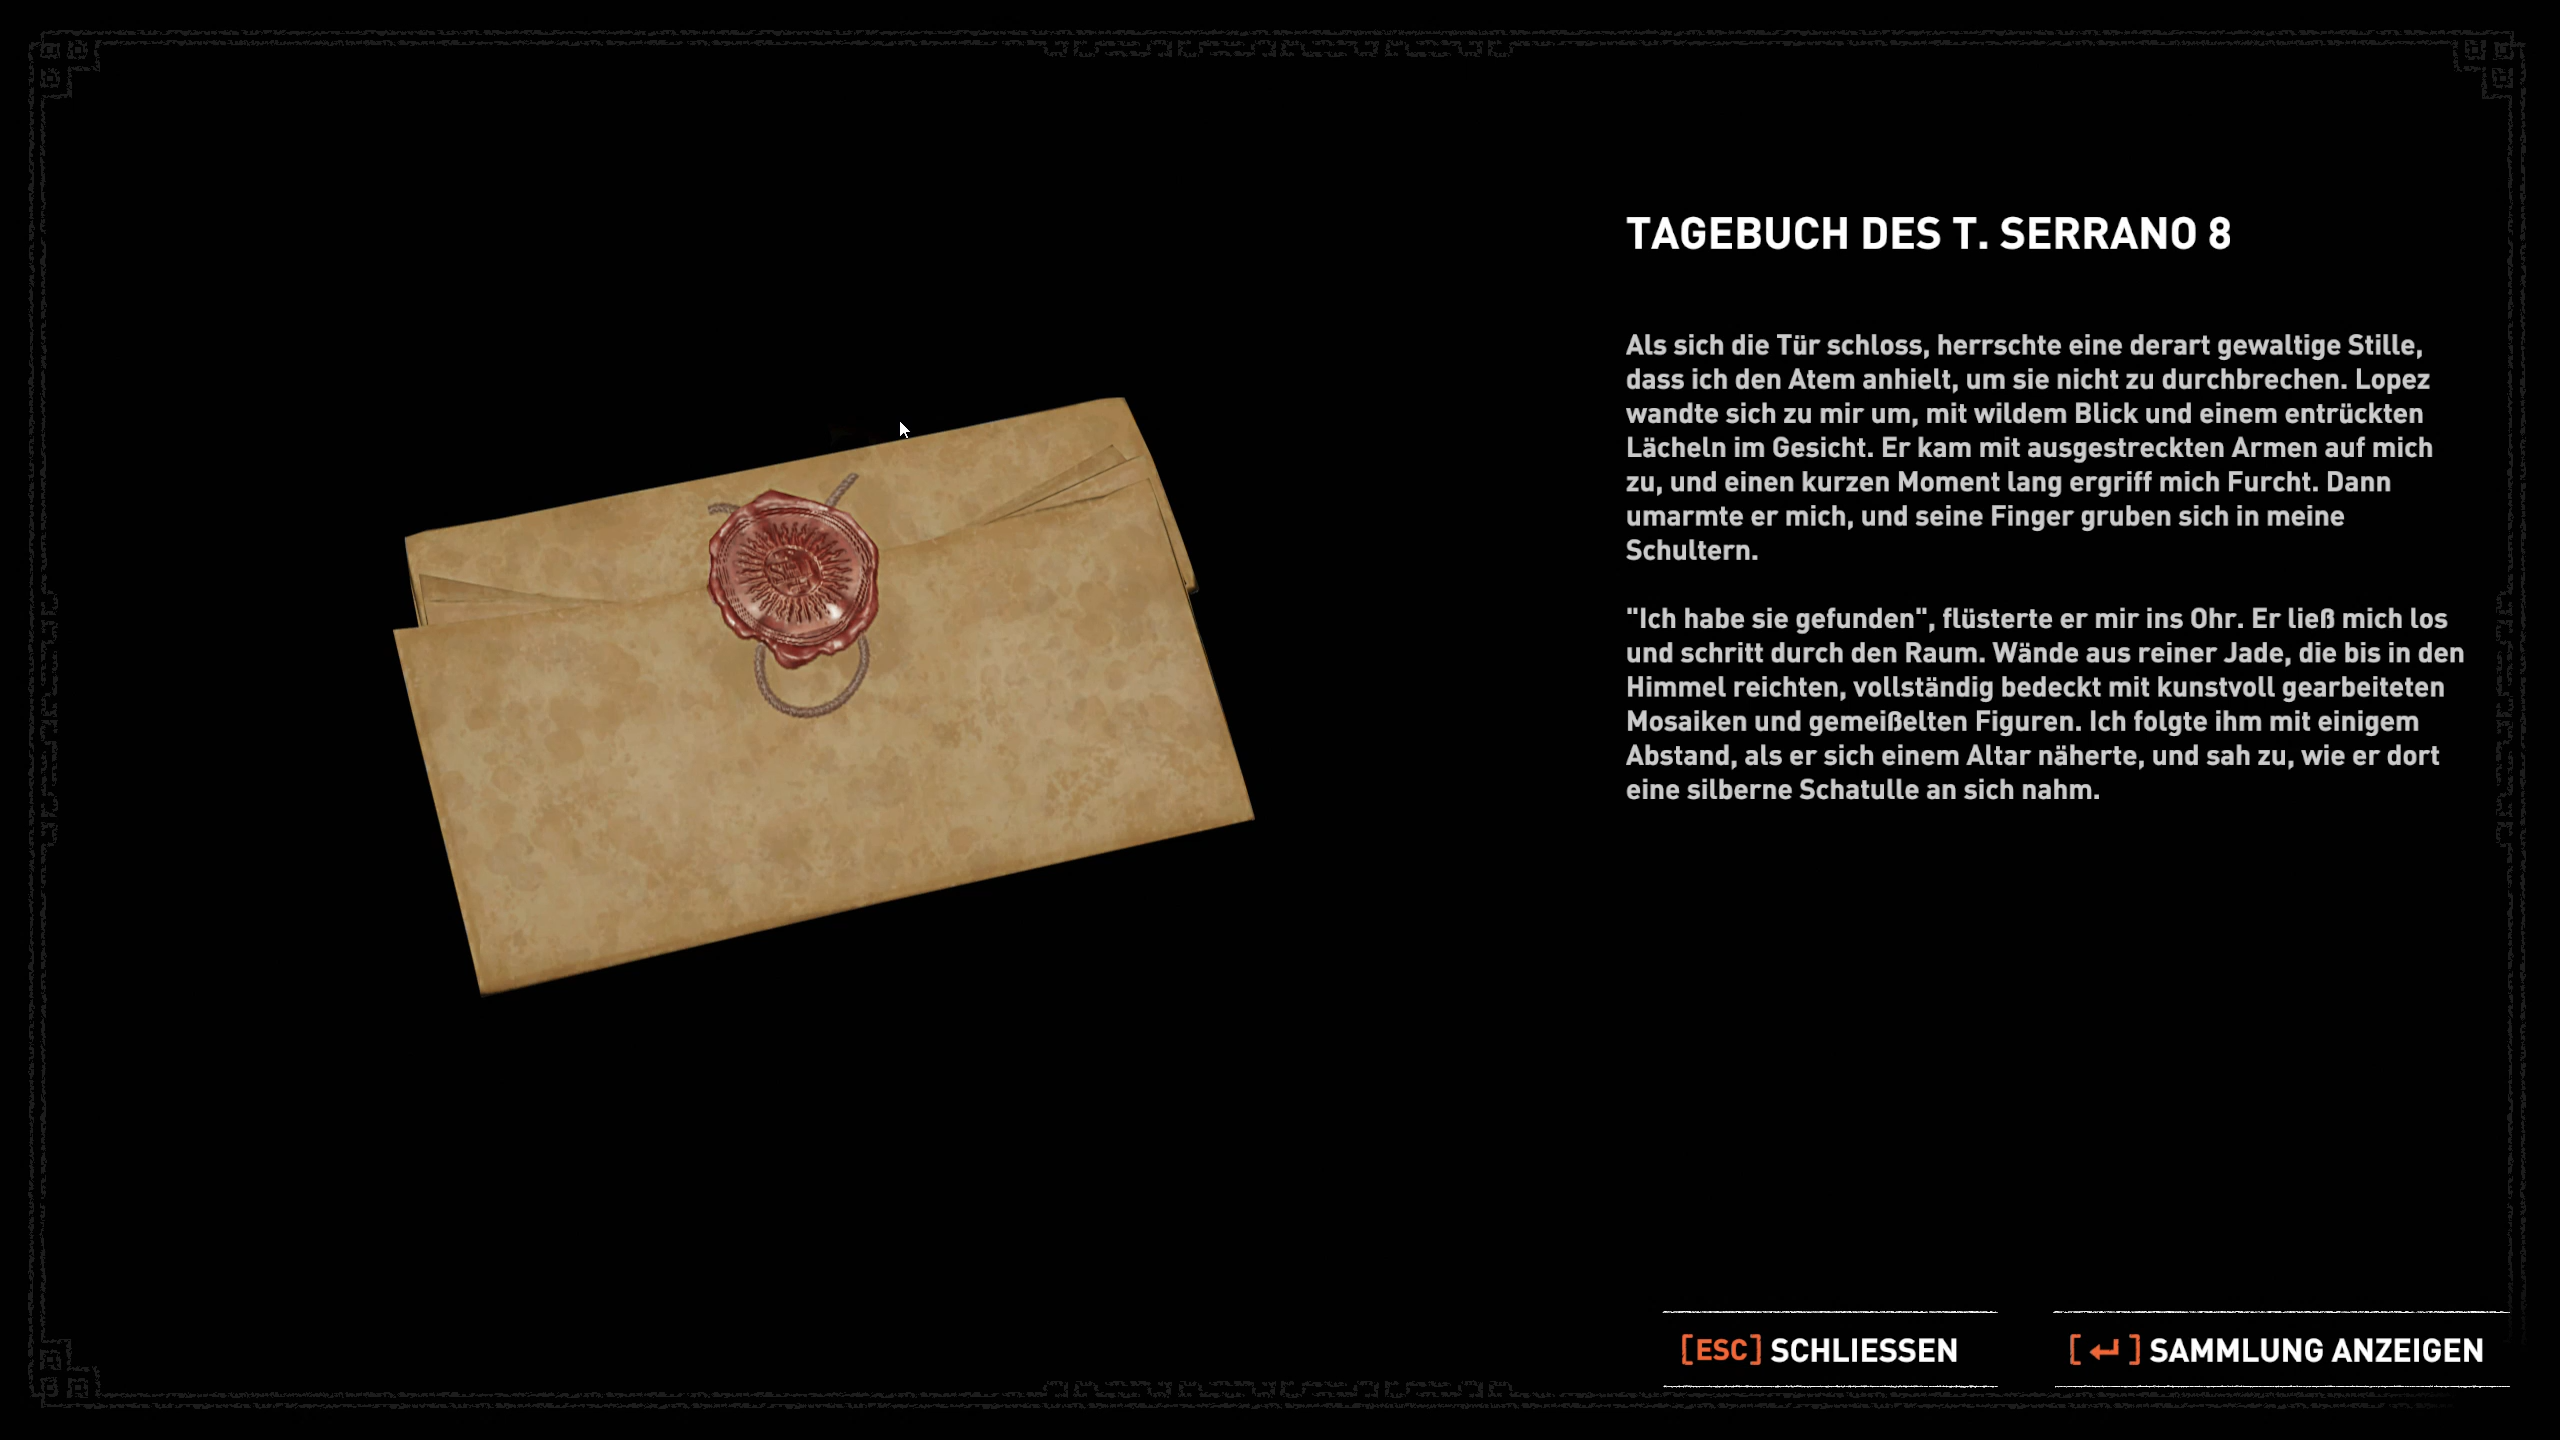 TAGEBUCH DES T. SERRANO 8
Als sich die Tür schloss, herrschte eine derart gewaltige Stille,
dass ich den Atem anhielt, um sie nicht zu durchbrechen. Lopez
wandte sich zu mir um, mit wildem Blick und einem entrückten
Lächeln im Gesicht. Er kam mit ausgestreckten Armen auf mich
zu, und einen kurzen Moment lang ergriff mich Furcht. Dann
umarmte er mich, und seine Finger gruben sich in meine
Schultern.
"Ich habe sie gefunden", flüsterte er mir ins Ohr. Er ließ mich los
und schritt durch den Raum. Wände aus reiner Jade, die bis in den
Himmel reichten, vollständig bedeckt mit kunstvoll gearbeiteten
Mosaiken und gemeißelten Figuren. Ich folgte ihm mit einigem
Abstand, als er sich einem Altar näherte, und sah zu, wie er dort
eine silberne Schatulle an sich nahm.
[ESC] SCHLIESSEN
[↵] SAMMLUNG ANZEIGEN